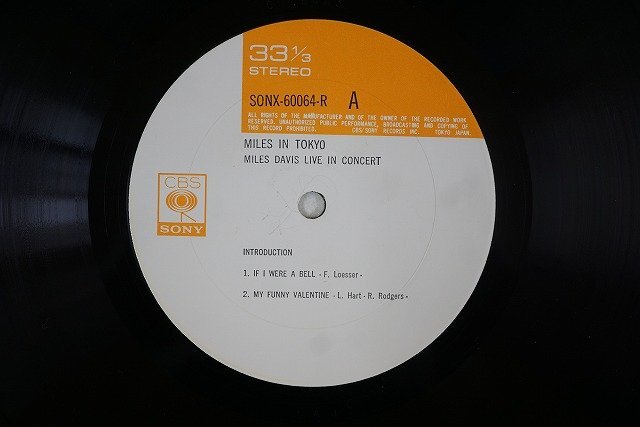 33 1/3
STEREO
SONX-60064-R A
ALL RIGHTS OF THE MANUFACTURER AND OF THE OWNER OF THE RECORDED WORK
RESERVED. UNAUTHORIZED PUBLIC PERFORMANCE, BROADCASTING AND COPYING OF
THIS RECORD PROHIBITED. CBS/SONY RECORDS INC. TOKYO JAPAN.
MILES IN TOKYO
MILES DAVIS LIVE IN CONCERT
CBS
SONY
INTRODUCTION
1. IF I WERE A BELL - F. Loesser -
2. MY FUNNY VALENTINE - L. Hart - R. Rodgers -